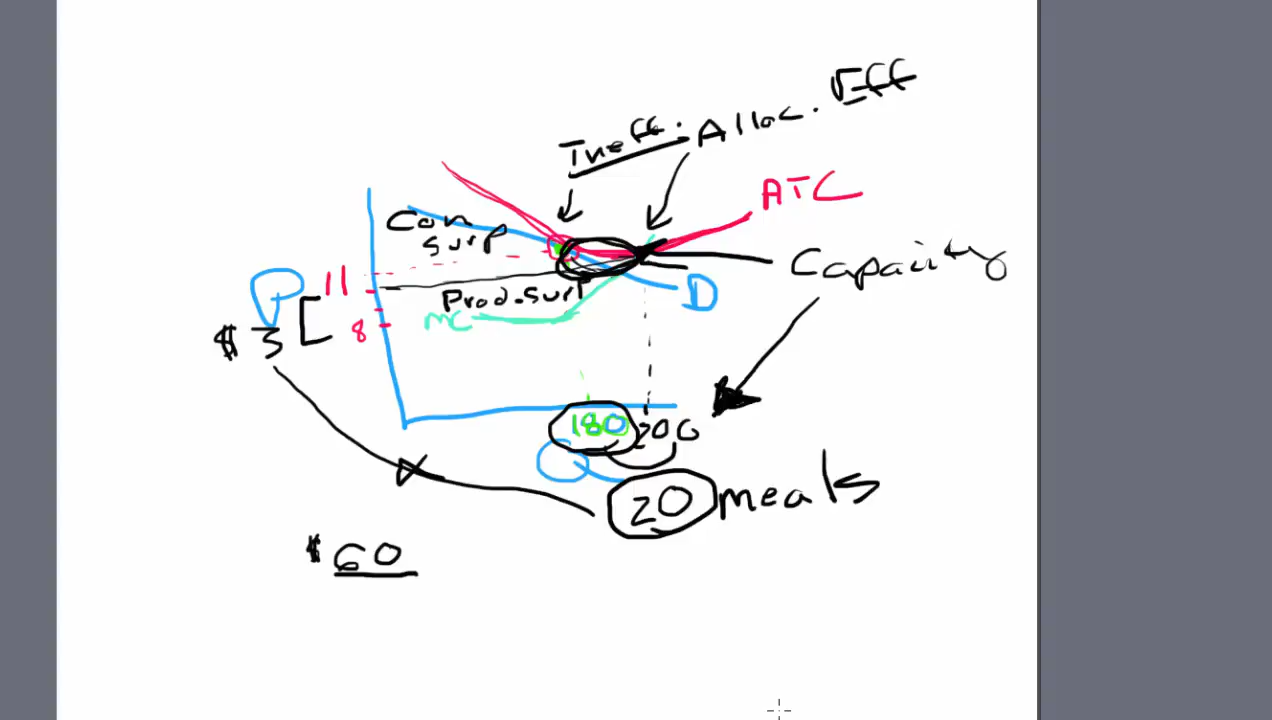 Ineff. Alloc. Eff
ATC
Con
surp
Capacity
11
Prod. surp
D
mc
$3
8
180 200
20 meals
$60